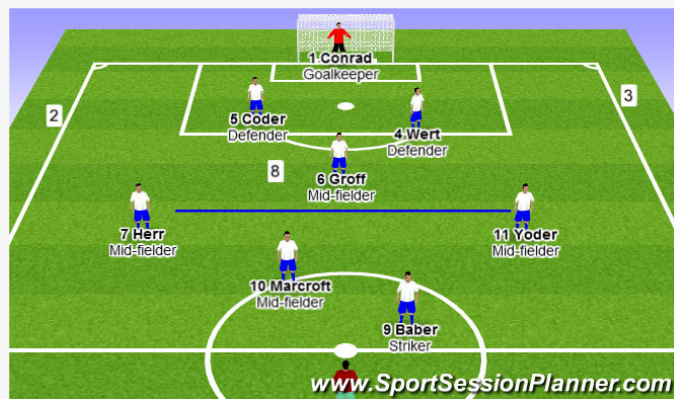 1 Conrad
Goalkeeper
2
3
5 Coder
Defender
4 Wert
Defender
8
6 Groff
Mid-fielder
7 Herr
Mid-fielder
11 Yoder
Mid-fielder
10 Marcroft
Mid-fielder
9 Baber
Striker
www.SportSessionPlanner.com